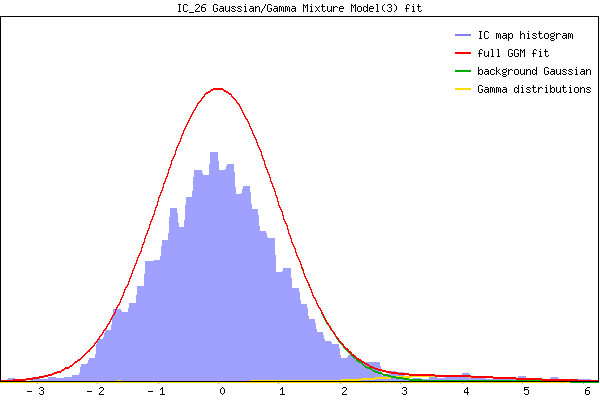 IC_26 Gaussian/Gamma Mixture Model(3) fit
IC map histogram
full GGM fit
background Gaussian
Gamma distributions
-3 -2 -1 0 1 2 3 4 5 6